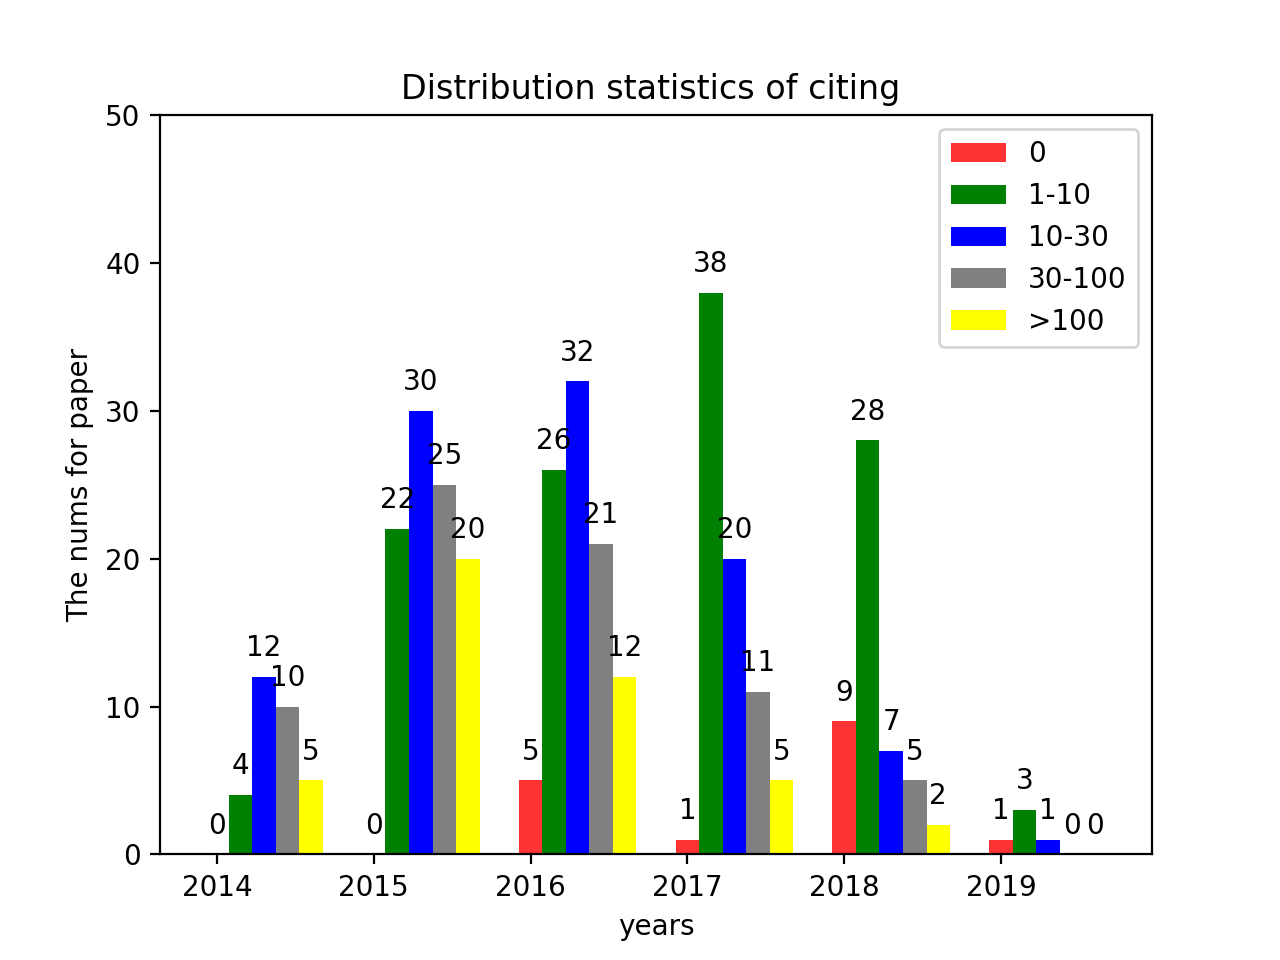 Distribution statistics of citing
50
40
30
20
10
0
The nums for paper
0
1-10
10-30
30-100
>100
0 4 12 10 5
0 22 30 25 20
5 26 32 21 12
1 38 20 11 5
9 28 7 5 2
1 3 1 0 0
2014 2015 2016 2017 2018 2019
years